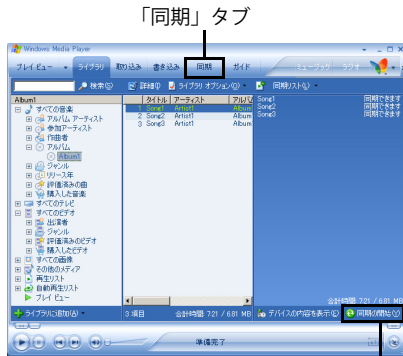 「同期」タブ
Windows Media Player
プレイ ビュー ライブラリ 取り込み 書き込み 同期 ガイド ミュージック ラジオ
検索(S) 詳細(I) ライブラリ オプション(O) 同期リスト(L)
Album1
タイトル アーティスト アルバ
1 Song1 Artist1 Album
2 Song2 Artist1 Album
3 Song3 Artist1 Album
Song1 同期できます
Song2 同期できます
Song3 同期できます
すべての音楽
アルバム アーティスト
参加アーティスト
作曲者
アルバム
Album1
ジャンル
リリース年
評価済みの曲
購入した音楽
すべてのテレビ
すべてのビデオ
出演者
ジャンル
評価済みのビデオ
購入したビデオ
すべての画像
その他のメディア
再生リスト
自動再生リスト
プレイ ビュー
合計時間: 721 / 6.81 MB
ライブラリに追加(A) 3 項目 合計時間: 721 / 6.81 MB デバイスの内容を表示(E) 同期の開始(Y)
準備完了